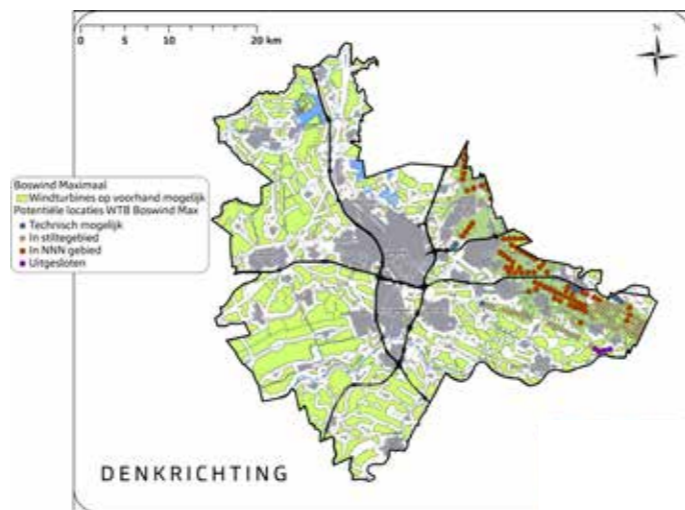 0 5 10 20 km
N
Boswind Maximaal
Windturbines op voorhand mogelijk
Potentiële locaties WTB Boswind Max
Technisch mogelijk
In stiltegebied
In NNN gebied
Uitgesloten
DENKRICHTING